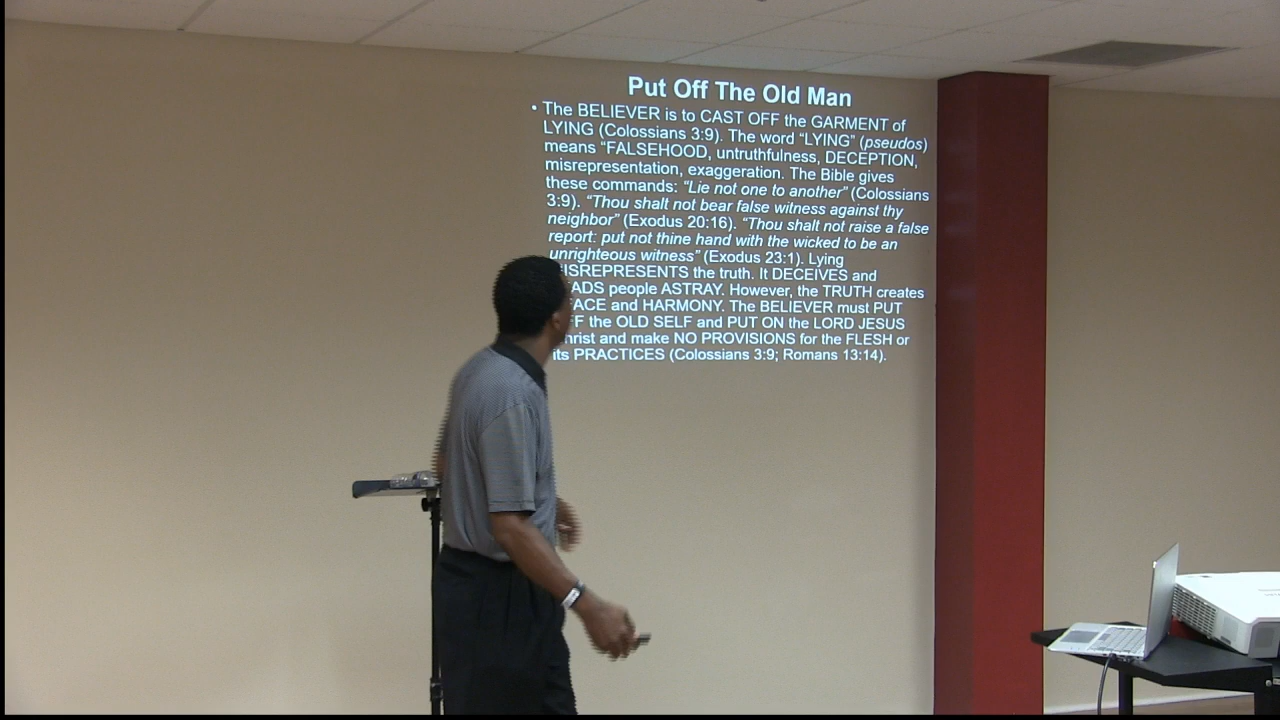 Put Off The Old Man
• The BELIEVER is to CAST OFF the GARMENT of
LYING (Colossians 3:9). The word “LYING” (pseudos)
means “FALSEHOOD, untruthfulness, DECEPTION,
misrepresentation, exaggeration. The Bible gives
these commands: “Lie not one to another” (Colossians
3:9). “Thou shalt not bear false witness against thy
neighbor” (Exodus 20:16). “Thou shalt not raise a false
report: put not thine hand with the wicked to be an
unrighteous witness” (Exodus 23:1). Lying
ISREPRESENTS the truth. It DECEIVES and
ADS people ASTRAY. However, the TRUTH creates
ACE and HARMONY. The BELIEVER must PUT
FF the OLD SELF and PUT ON the LORD JESUS
hrist and make NO PROVISIONS for the FLESH or
its PRACTICES (Colossians 3:9; Romans 13:14).